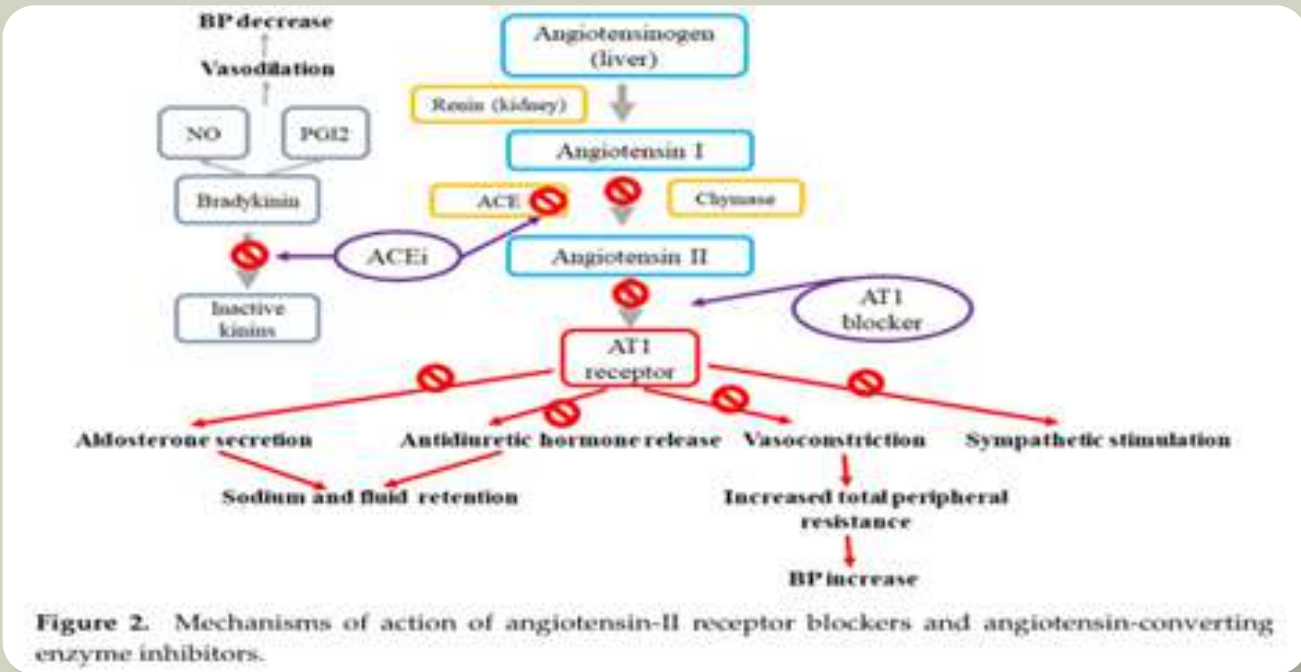 BP decrease
Vasodilation
NO
PGI2
Bradykinin
Inactive
kinins
ACEi
Angiotensinogen
(liver)
Renin (kidney)
Angiotensin I
ACE
Chymase
Angiotensin II
AT1
blocker
AT1
receptor
Aldosterone secretion
Antidiuretic hormone release
Vasoconstriction
Sympathetic stimulation
Sodium and fluid retention
Increased total peripheral
resistance
BP increase
Figure 2. Mechanisms of action of angiotensin-II receptor blockers and angiotensin-converting
enzyme inhibitors.